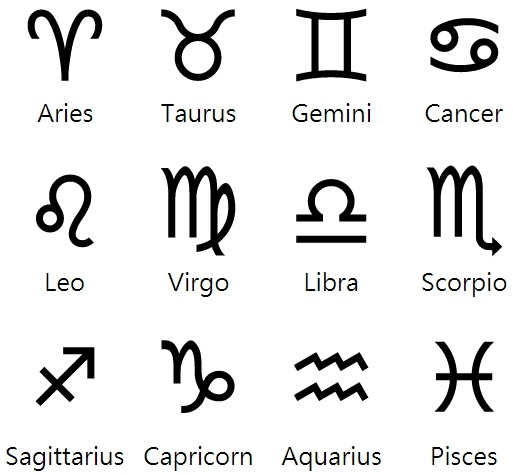 Aries Taurus Gemini Cancer
Leo Virgo Libra Scorpio
Sagittarius Capricorn Aquarius Pisces